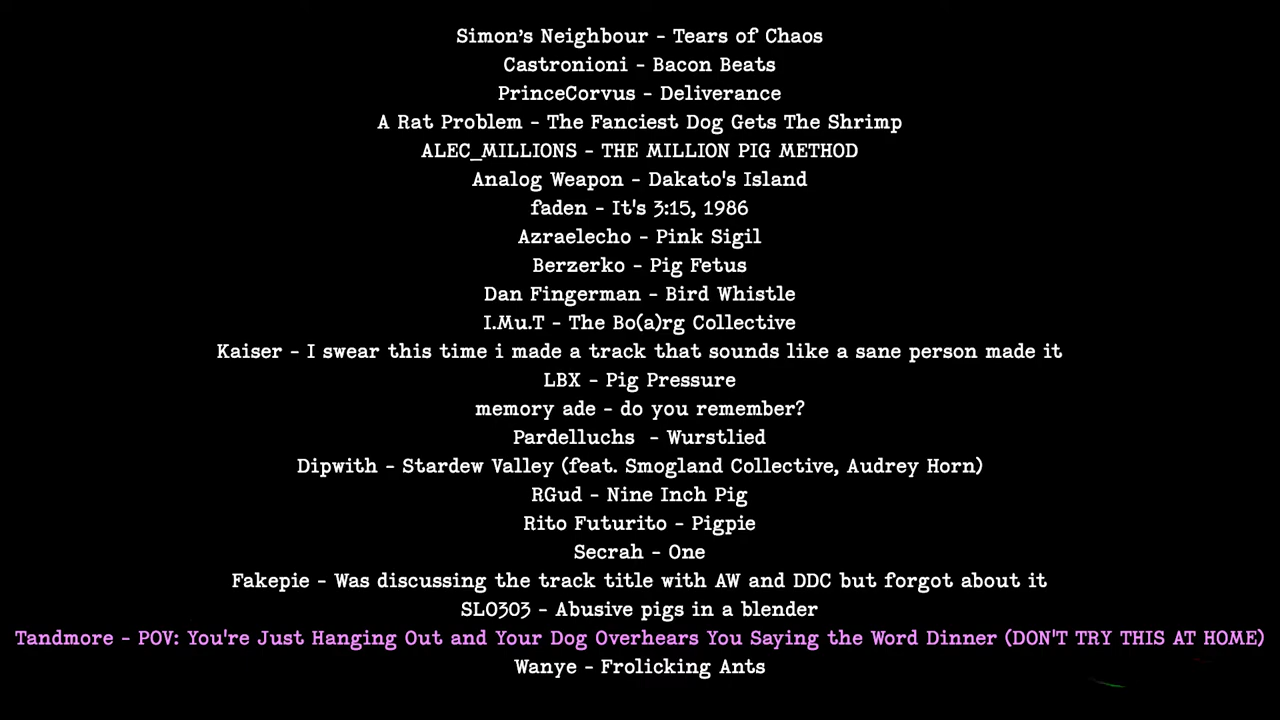 Simon's Neighbour - Tears of Chaos
Castronioni - Bacon Beats
PrinceCorvus - Deliverance
A Rat Problem - The Fanciest Dog Gets The Shrimp
ALEC_MILLIONS - THE MILLION PIG METHOD
Analog Weapon - Dakato's Island
faden - It's 3:15, 1986
Azraelecho - Pink Sigil
Berzerko - Pig Fetus
Dan Fingerman - Bird Whistle
I.Mu.T - The Bo(a)rg Collective
Kaiser - I swear this time i made a track that sounds like a sane person made it
LBX - Pig Pressure
memory ade - do you remember?
Pardelluchs  - Wurstlied
Dipwith - Stardew Valley (feat. Smogland Collective, Audrey Horn)
RGud - Nine Inch Pig
Rito Futurito - Pigpie
Secrah - One
Fakepie - Was discussing the track title with AW and DDC but forgot about it
SL0303 - Abusive pigs in a blender
Tandmore - POV: You're Just Hanging Out and Your Dog Overhears You Saying the Word Dinner (DON'T TRY THIS AT HOME)
Wanye - Frolicking Ants